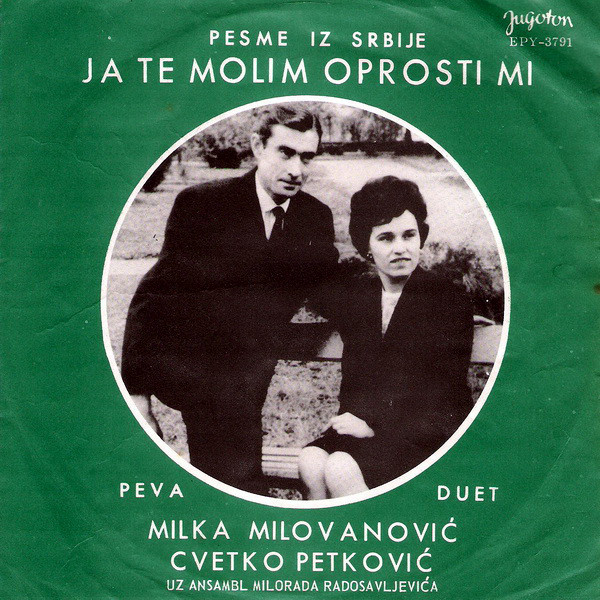 Jugoton
EPY-3791
PESME IZ SRBIJE
JA TE MOLIM OPROSTI MI
PEVA DUET
MILKA MILOVANOVIĆ
CVETKO PETKOVIĆ
UZ ANSAMBL MILORADA RADOSAVLJEVIĆA